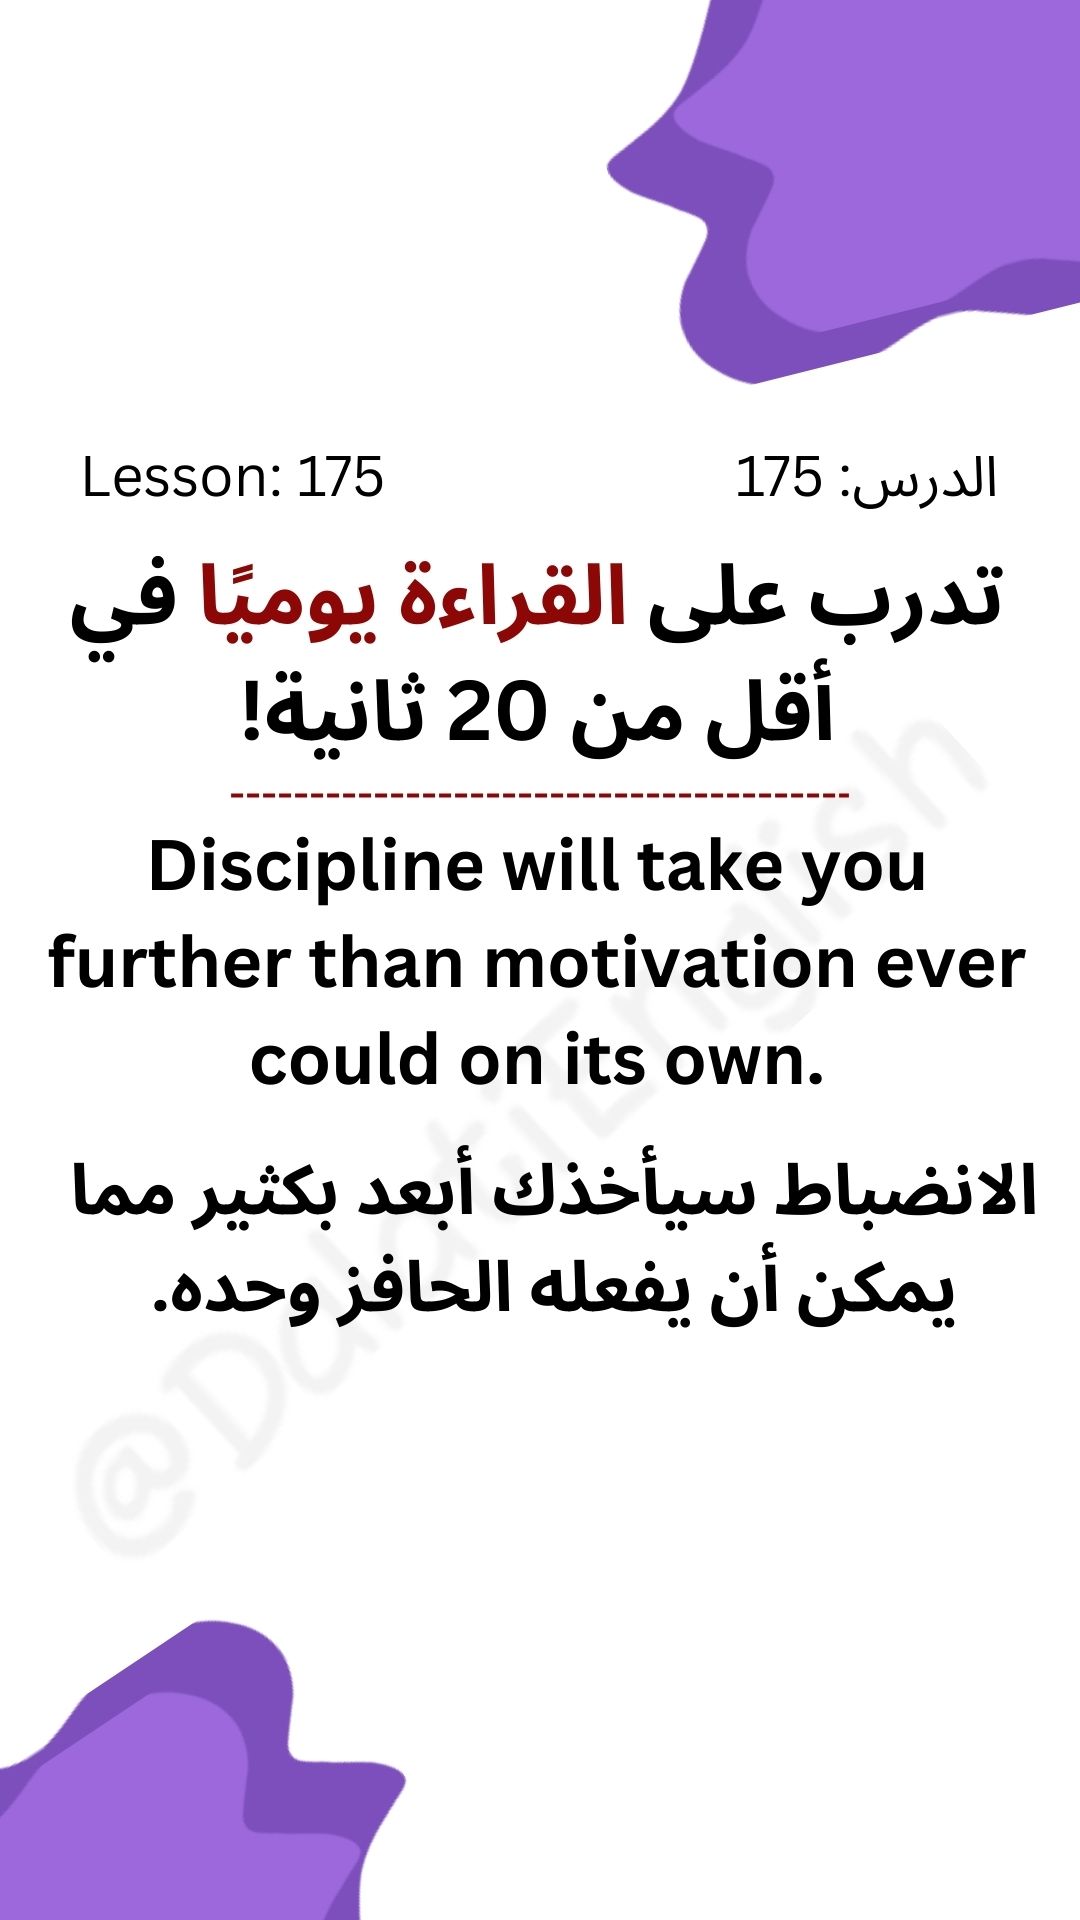 Lesson: 175
الدرس: 175
تدرب على القراءة يوميًا في
أقل من 20 ثانية!
---------------------------------------
Discipline will take you
further than motivation ever
could on its own.
الانضباط سيأخذك أبعد بكثير مما
يمكن أن يفعله الحافز وحده.
@DalatiEnglish